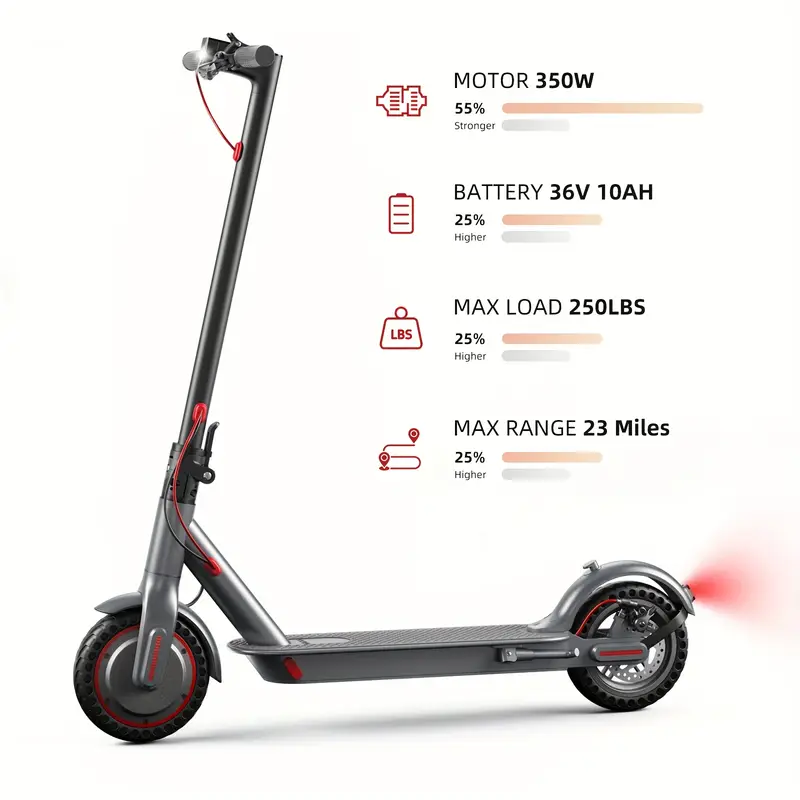 MOTOR 350W
55%
Stronger
BATTERY 36V 10AH
25%
Higher
MAX LOAD 250LBS
LBS
25%
Higher
MAX RANGE 23 Miles
25%
Higher